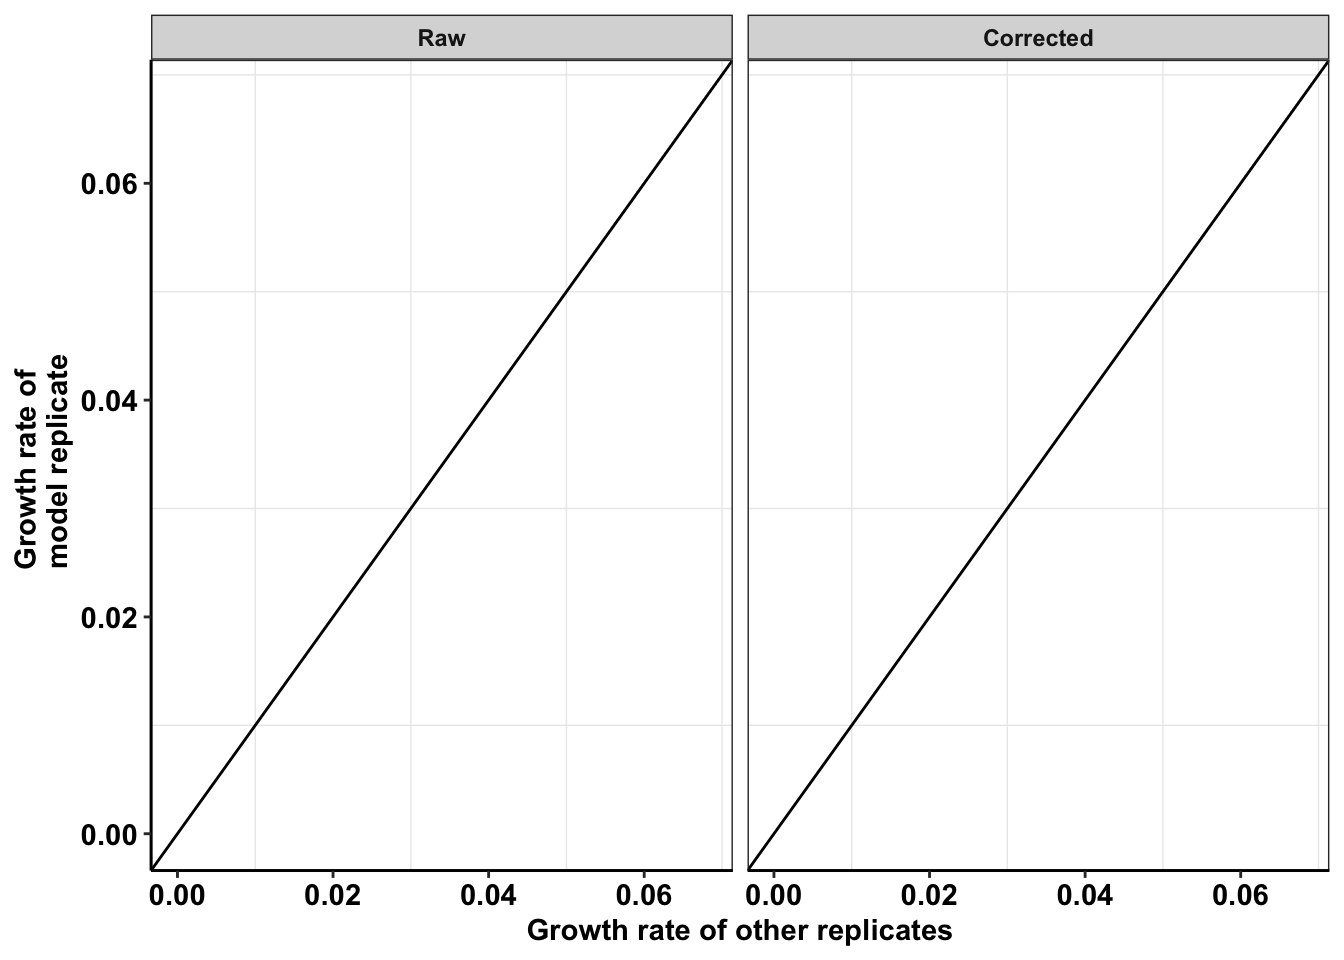 Raw
Corrected
Growth rate of
model replicate
0.06
0.04
0.02
0.00
0.00 0.02 0.04 0.06
0.00 0.02 0.04 0.06
Growth rate of other replicates